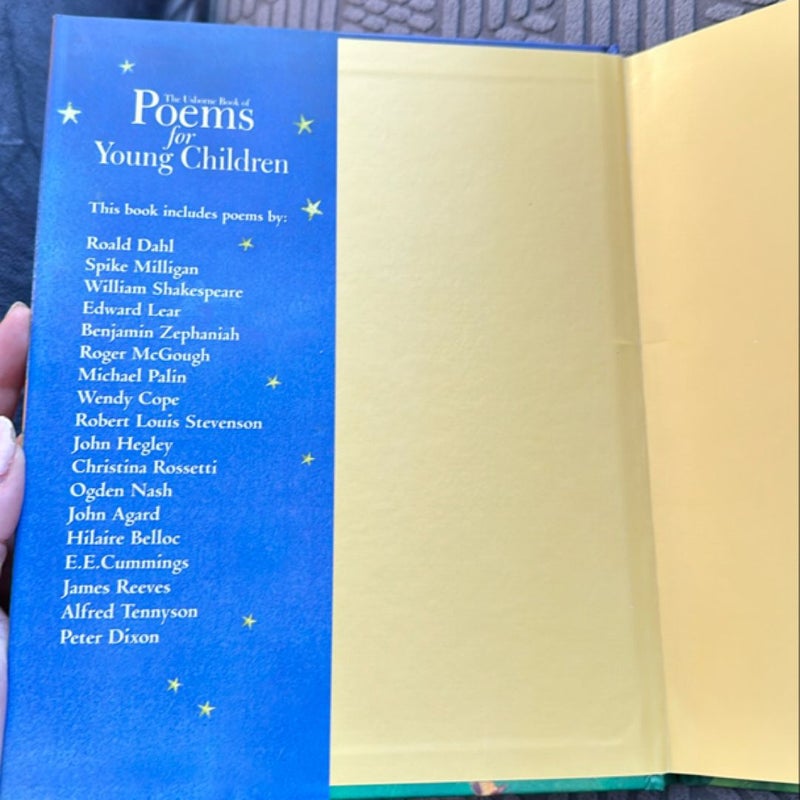 The Usborne Book of
Poems
for
Young Children
This book includes poems by:
Roald Dahl
Spike Milligan
William Shakespeare
Edward Lear
Benjamin Zephaniah
Roger McGough
Michael Palin
Wendy Cope
Robert Louis Stevenson
John Hegley
Christina Rossetti
Ogden Nash
John Agard
Hilaire Belloc
E.E.Cummings
James Reeves
Alfred Tennyson
Peter Dixon